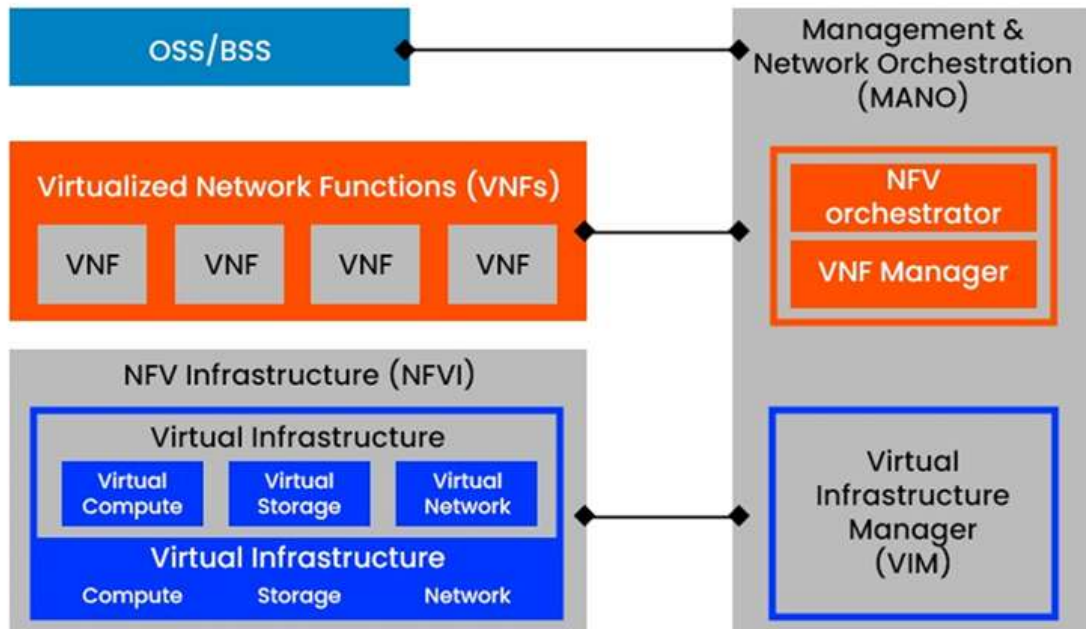 OSS/BSS
Management &
Network Orchestration
(MANO)
Virtualized Network Functions (VNFs)
VNF
VNF
VNF
VNF
NFV
orchestrator
VNF Manager
NFV Infrastructure (NFVI)
Virtual Infrastructure
Virtual
Compute
Virtual
Storage
Virtual
Network
Virtual Infrastructure
Compute
Storage
Network
Virtual
Infrastructure
Manager
(VIM)